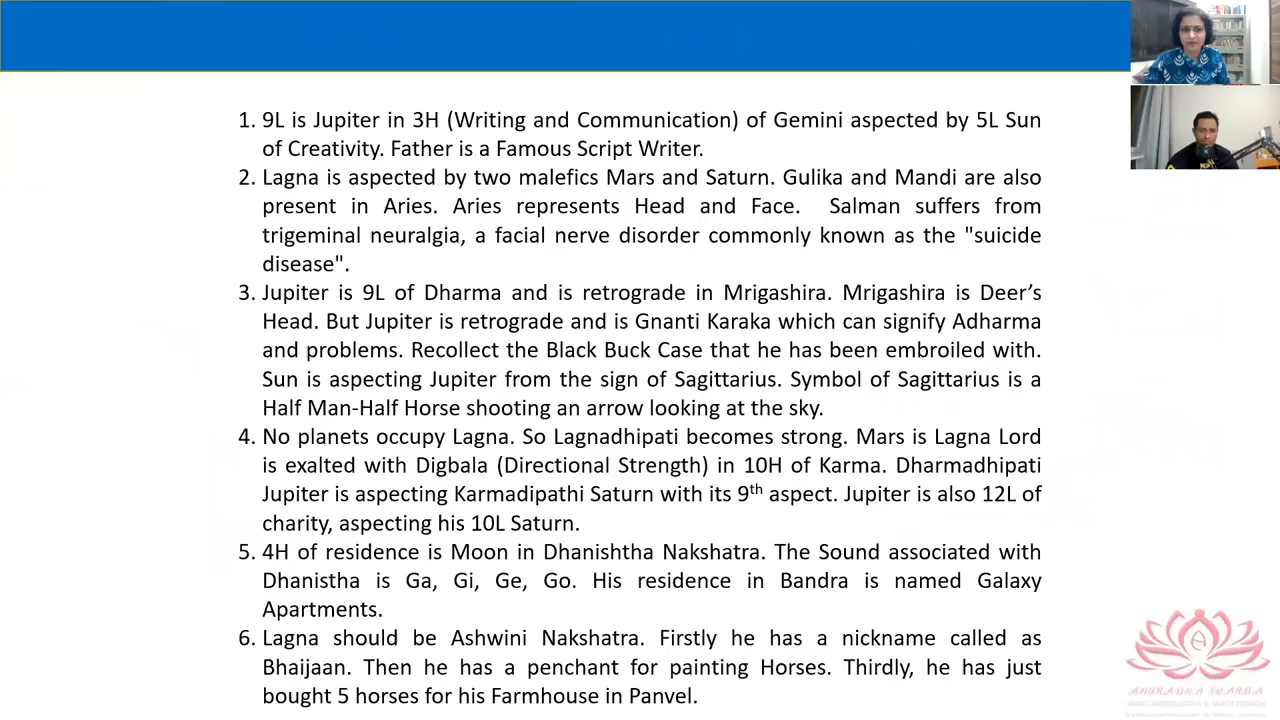 1. 9L is Jupiter in 3H (Writing and Communication) of Gemini aspected by 5L Sun
of Creativity. Father is a Famous Script Writer.
2. Lagna is aspected by two malefics Mars and Saturn. Gulika and Mandi are also
present in Aries. Aries represents Head and Face. Salman suffers from
trigeminal neuralgia, a facial nerve disorder commonly known as the "suicide
disease".
3. Jupiter is 9L of Dharma and is retrograde in Mrigashira. Mrigashira is Deer’s
Head. But Jupiter is retrograde and is Gnanti Karaka which can signify Adharma
and problems. Recollect the Black Buck Case that he has been embroiled with.
Sun is aspecting Jupiter from the sign of Sagittarius. Symbol of Sagittarius is a
Half Man-Half Horse shooting an arrow looking at the sky.
4. No planets occupy Lagna. So Lagnadhipati becomes strong. Mars is Lagna Lord
is exalted with Digbala (Directional Strength) in 10H of Karma. Dharmadhipati
Jupiter is aspecting Karmadipathi Saturn with its 9th aspect. Jupiter is also 12L of
charity, aspecting his 10L Saturn.
5. 4H of residence is Moon in Dhanishtha Nakshatra. The Sound associated with
Dhanistha is Ga, Gi, Ge, Go. His residence in Bandra is named Galaxy
Apartments.
6. Lagna should be Ashwini Nakshatra. Firstly he has a nickname called as
Bhaijaan. Then he has a penchant for painting Horses. Thirdly, he has just
bought 5 horses for his Farmhouse in Panvel.
ANURADHA SHARDA